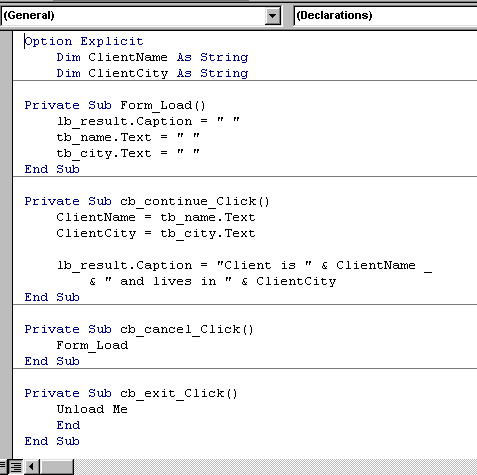 (General) (Declarations)
Option Explicit
    Dim ClientName As String
    Dim ClientCity As String
Private Sub Form_Load()
    lb_result.Caption = " "
    tb_name.Text = " "
    tb_city.Text = " "
End Sub
Private Sub cb_continue_Click()
    ClientName = tb_name.Text
    ClientCity = tb_city.Text
    lb_result.Caption = "Client is " & ClientName _
        & " and lives in " & ClientCity
End Sub
Private Sub cb_cancel_Click()
    Form_Load
End Sub
Private Sub cb_exit_Click()
    Unload Me
    End
End Sub